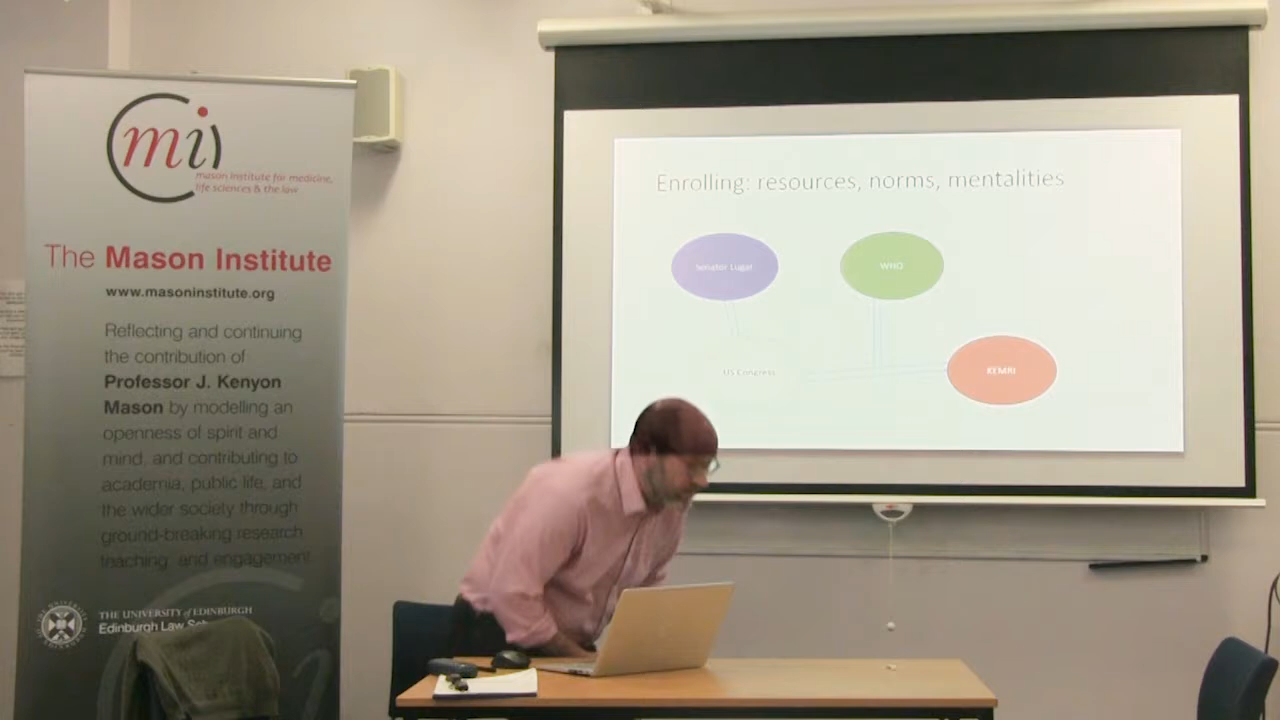 mi
mason institute for medicine,
life sciences & the law
The Mason Institute
www.masoninstitute.org
Reflecting and continuing
the contribution of
Professor J. Kenyon
Mason by modelling an
openness of spirit and
mind, and contributing to
academia, public life, and
the wider society through
ground-breaking research
teaching, and engagement
THE UNIVERSITY of EDINBURGH
Edinburgh Law
Enrolling: resources, norms, mentalities
Senator Lugar
WHO
US Congress
KEMRI